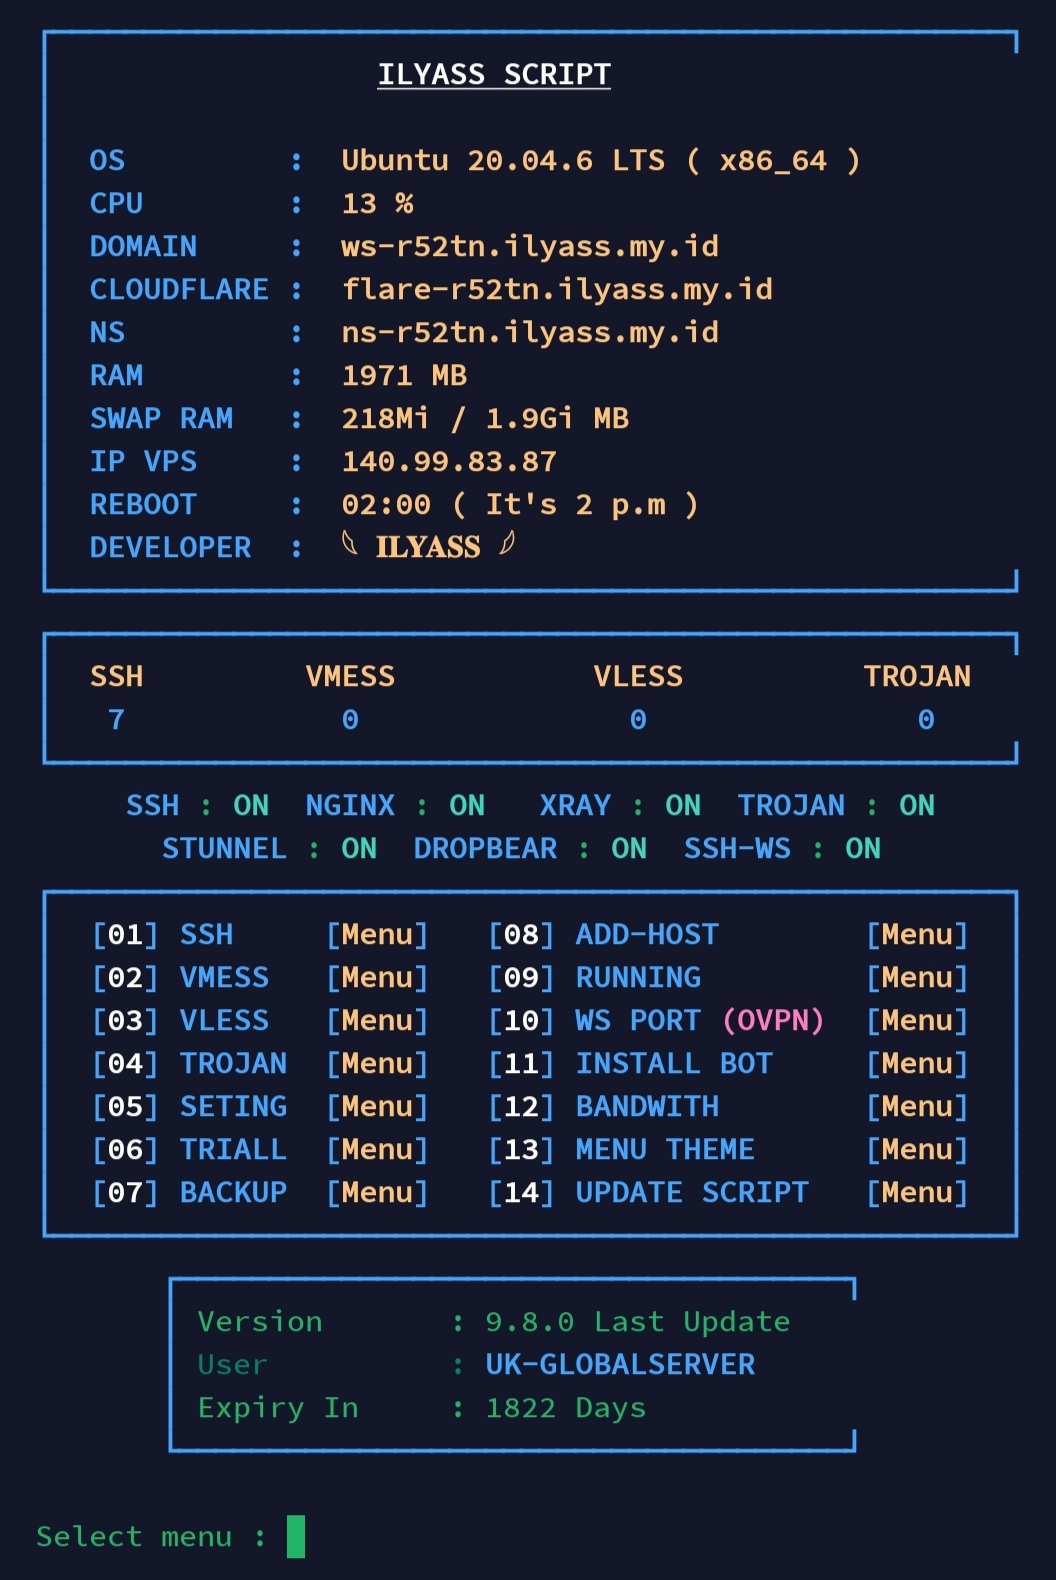 ILYASS SCRIPT
OS : Ubuntu 20.04.6 LTS ( x86_64 )
CPU : 13 %
DOMAIN : ws-r52tn.ilyass.my.id
CLOUDFLARE : flare-r52tn.ilyass.my.id
NS : ns-r52tn.ilyass.my.id
RAM : 1971 MB
SWAP RAM : 218Mi / 1.9Gi MB
IP VPS : 140.99.83.87
REBOOT : 02:00 ( It's 2 p.m )
DEVELOPER : ILYASS
SSH VMESS VLESS TROJAN
7 0 0 0
SSH : ON NGINX : ON XRAY : ON TROJAN : ON
STUNNEL : ON DROPBEAR : ON SSH-WS : ON
[01] SSH [Menu] [08] ADD-HOST [Menu]
[02] VMESS [Menu] [09] RUNNING [Menu]
[03] VLESS [Menu] [10] WS PORT (OVPN) [Menu]
[04] TROJAN [Menu] [11] INSTALL BOT [Menu]
[05] SETING [Menu] [12] BANDWITH [Menu]
[06] TRIALL [Menu] [13] MENU THEME [Menu]
[07] BACKUP [Menu] [14] UPDATE SCRIPT [Menu]
Version : 9.8.0 Last Update
User : UK-GLOBALSERVER
Expiry In : 1822 Days
Select menu :